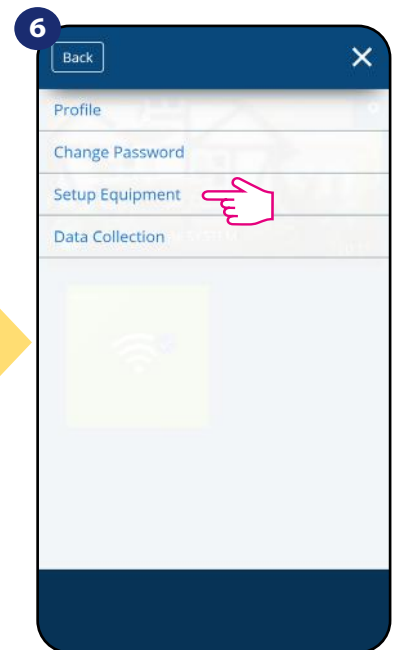 6
Back
Profile
Change Password
Setup Equipment
Data Collection